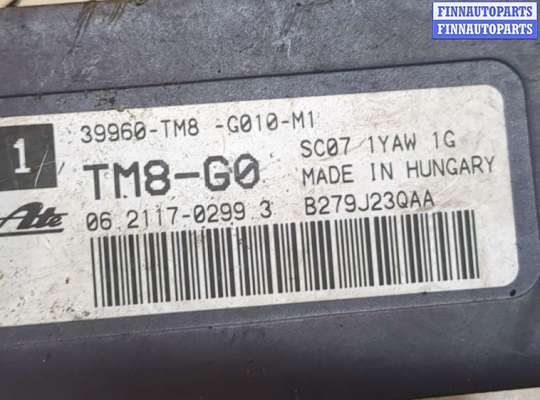 FINNAUTOPARTS
FINNAUTOPARTS
1
39960-TM8 -G010-M1
SC07 1YAW 1G
TM8-G0
MADE IN HUNGARY
Ate
06.2117-0299.3
B279J23QAA